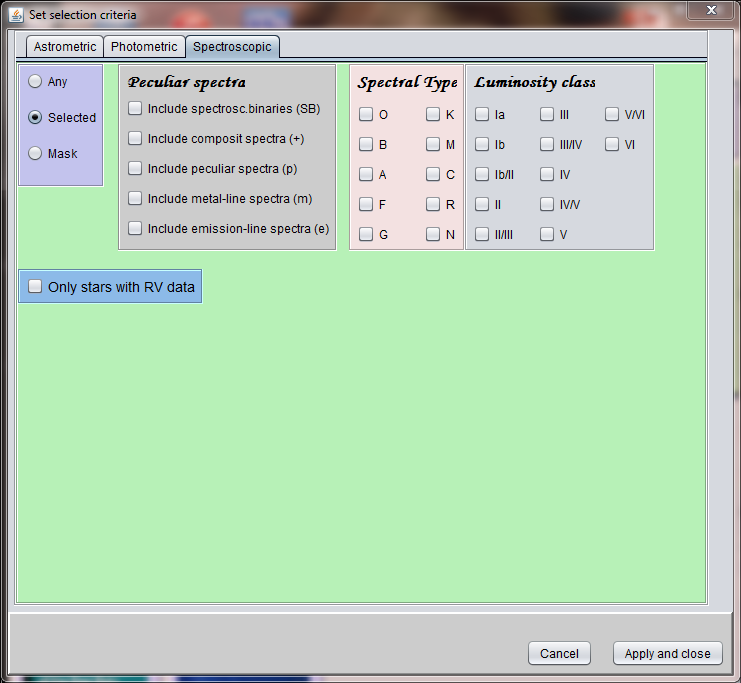 Set selection criteria
Astrometric Photometric Spectroscopic
Any
Selected
Mask
Peculiar spectra
Include spectrosc.binaries (SB)
Include composit spectra (+)
Include peculiar spectra (p)
Include metal-line spectra (m)
Include emission-line spectra (e)
Spectral Type
O K
B M
A C
F R
G N
Luminosity class
Ia III V/VI
Ib III/IV VI
Ib/II IV
II IV/V
II/III V
Only stars with RV data
Cancel Apply and close